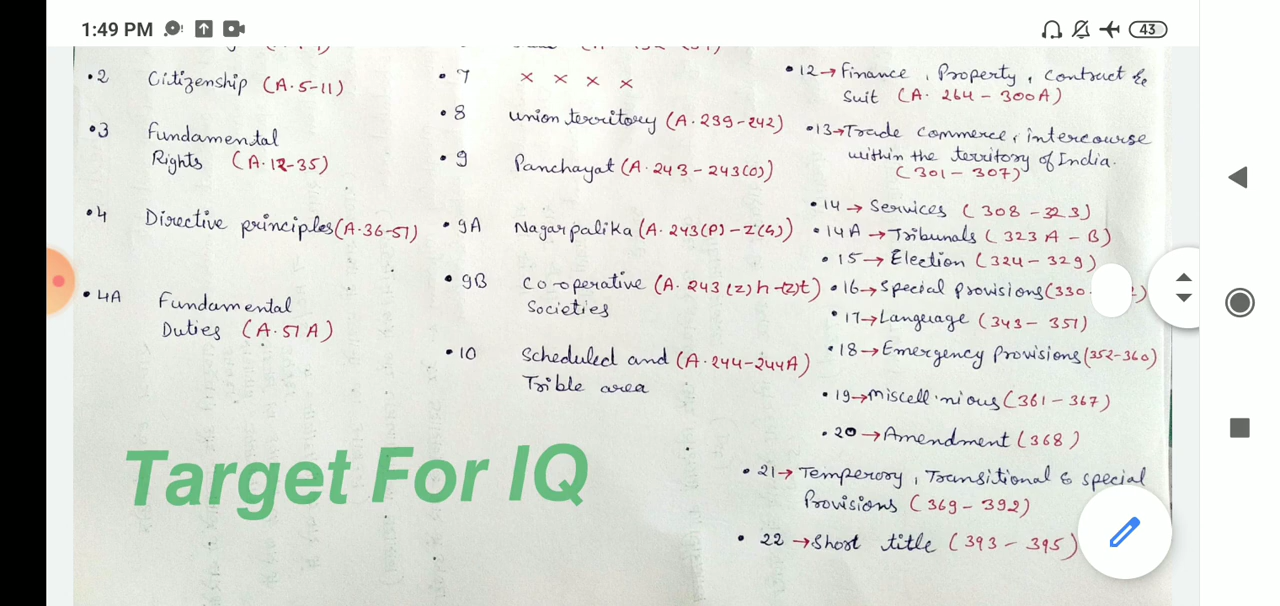 1:49 PM
43
•2 Citizenship (A·5-11)
•3 Fundamental
Rights (A·12-35)
•4 Directive principles(A·36-51)
•4A Fundamental
Duties (A·51A)
•7 × × × ×
•8 Union territory (A·239-242)
•9 Panchayat (A·243-243(O))
•9A Nagarpalika (A·243(P)-Z(G))
•9B Co-operative (A·243(Z)h-(Z)t)
Societies
•10 Scheduled and (A·244-244A)
Trible area
•12→Finance, Property, Contract &
Suit (A·264-300A)
•13→Trade commerce, intercourse
within the territory of India.
(301-307)
•14→Services (308-323)
•14A→Tribunals (323A-B)
•15→Election (324-329)
•16→Special provisions(330
•17→Language (343-351)
•18→Emergency Provisions(352-360)
•19→Miscellinious(361-367)
•20→Amendment(368)
•21→Temperory, Transitional & special
Provisions (369-392)
•22→Short title (393-395)
Target For IQ